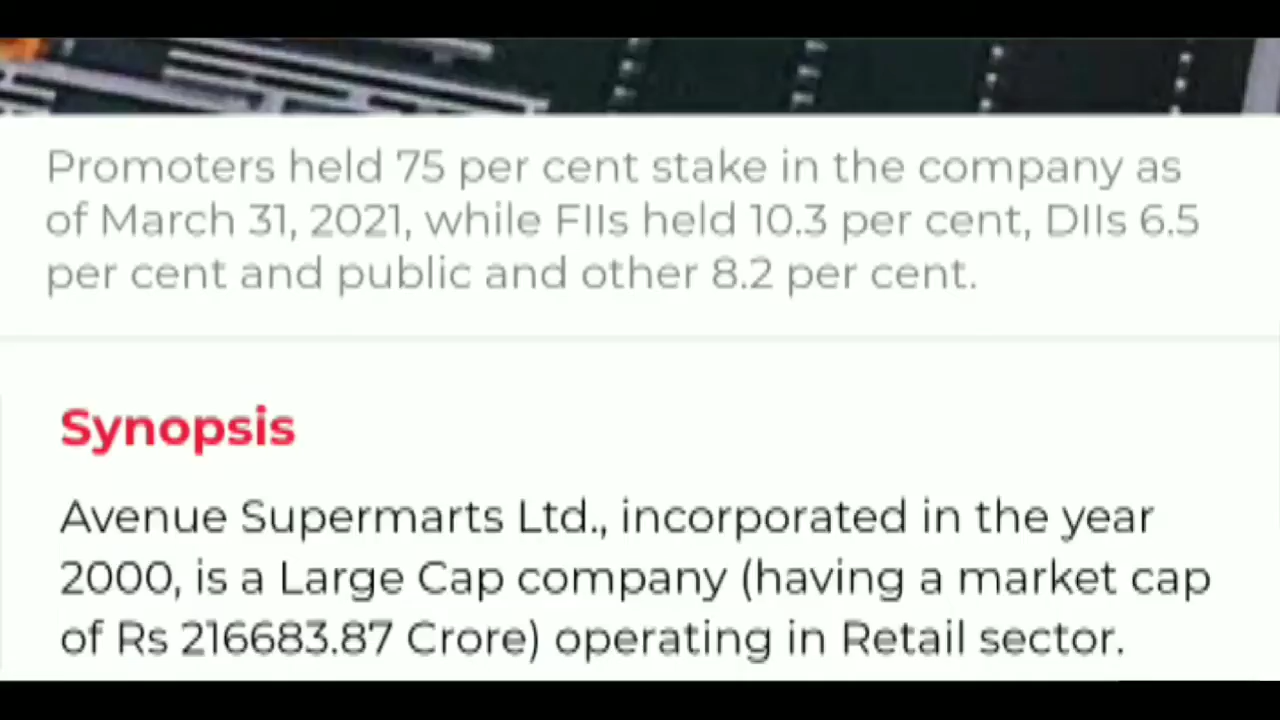 Promoters held 75 per cent stake in the company as
of March 31, 2021, while FIIs held 10.3 per cent, DIIs 6.5
per cent and public and other 8.2 per cent.
Synopsis
Avenue Supermarts Ltd., incorporated in the year
2000, is a Large Cap company (having a market cap
of Rs 216683.87 Crore) operating in Retail sector.